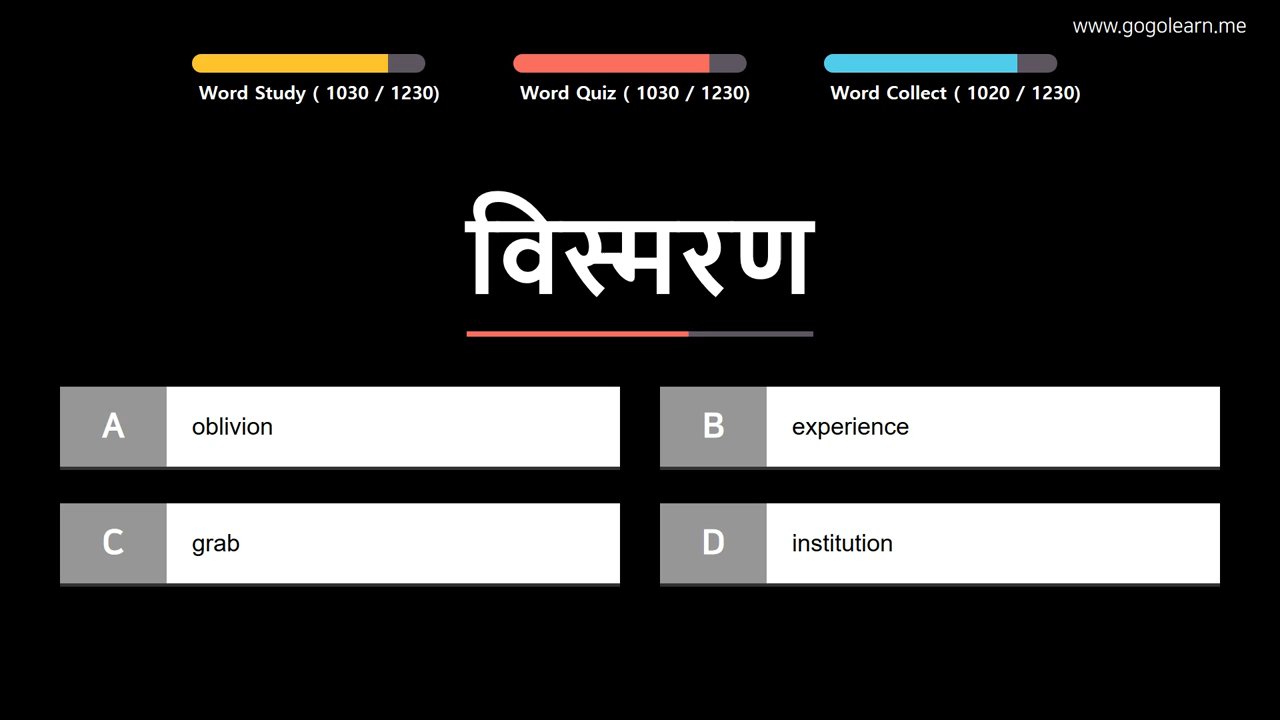 www.gogolearn.me
Word Study ( 1030 / 1230)
Word Quiz ( 1030 / 1230)
Word Collect ( 1020 / 1230)
विस्मरण
A oblivion
B experience
C grab
D institution